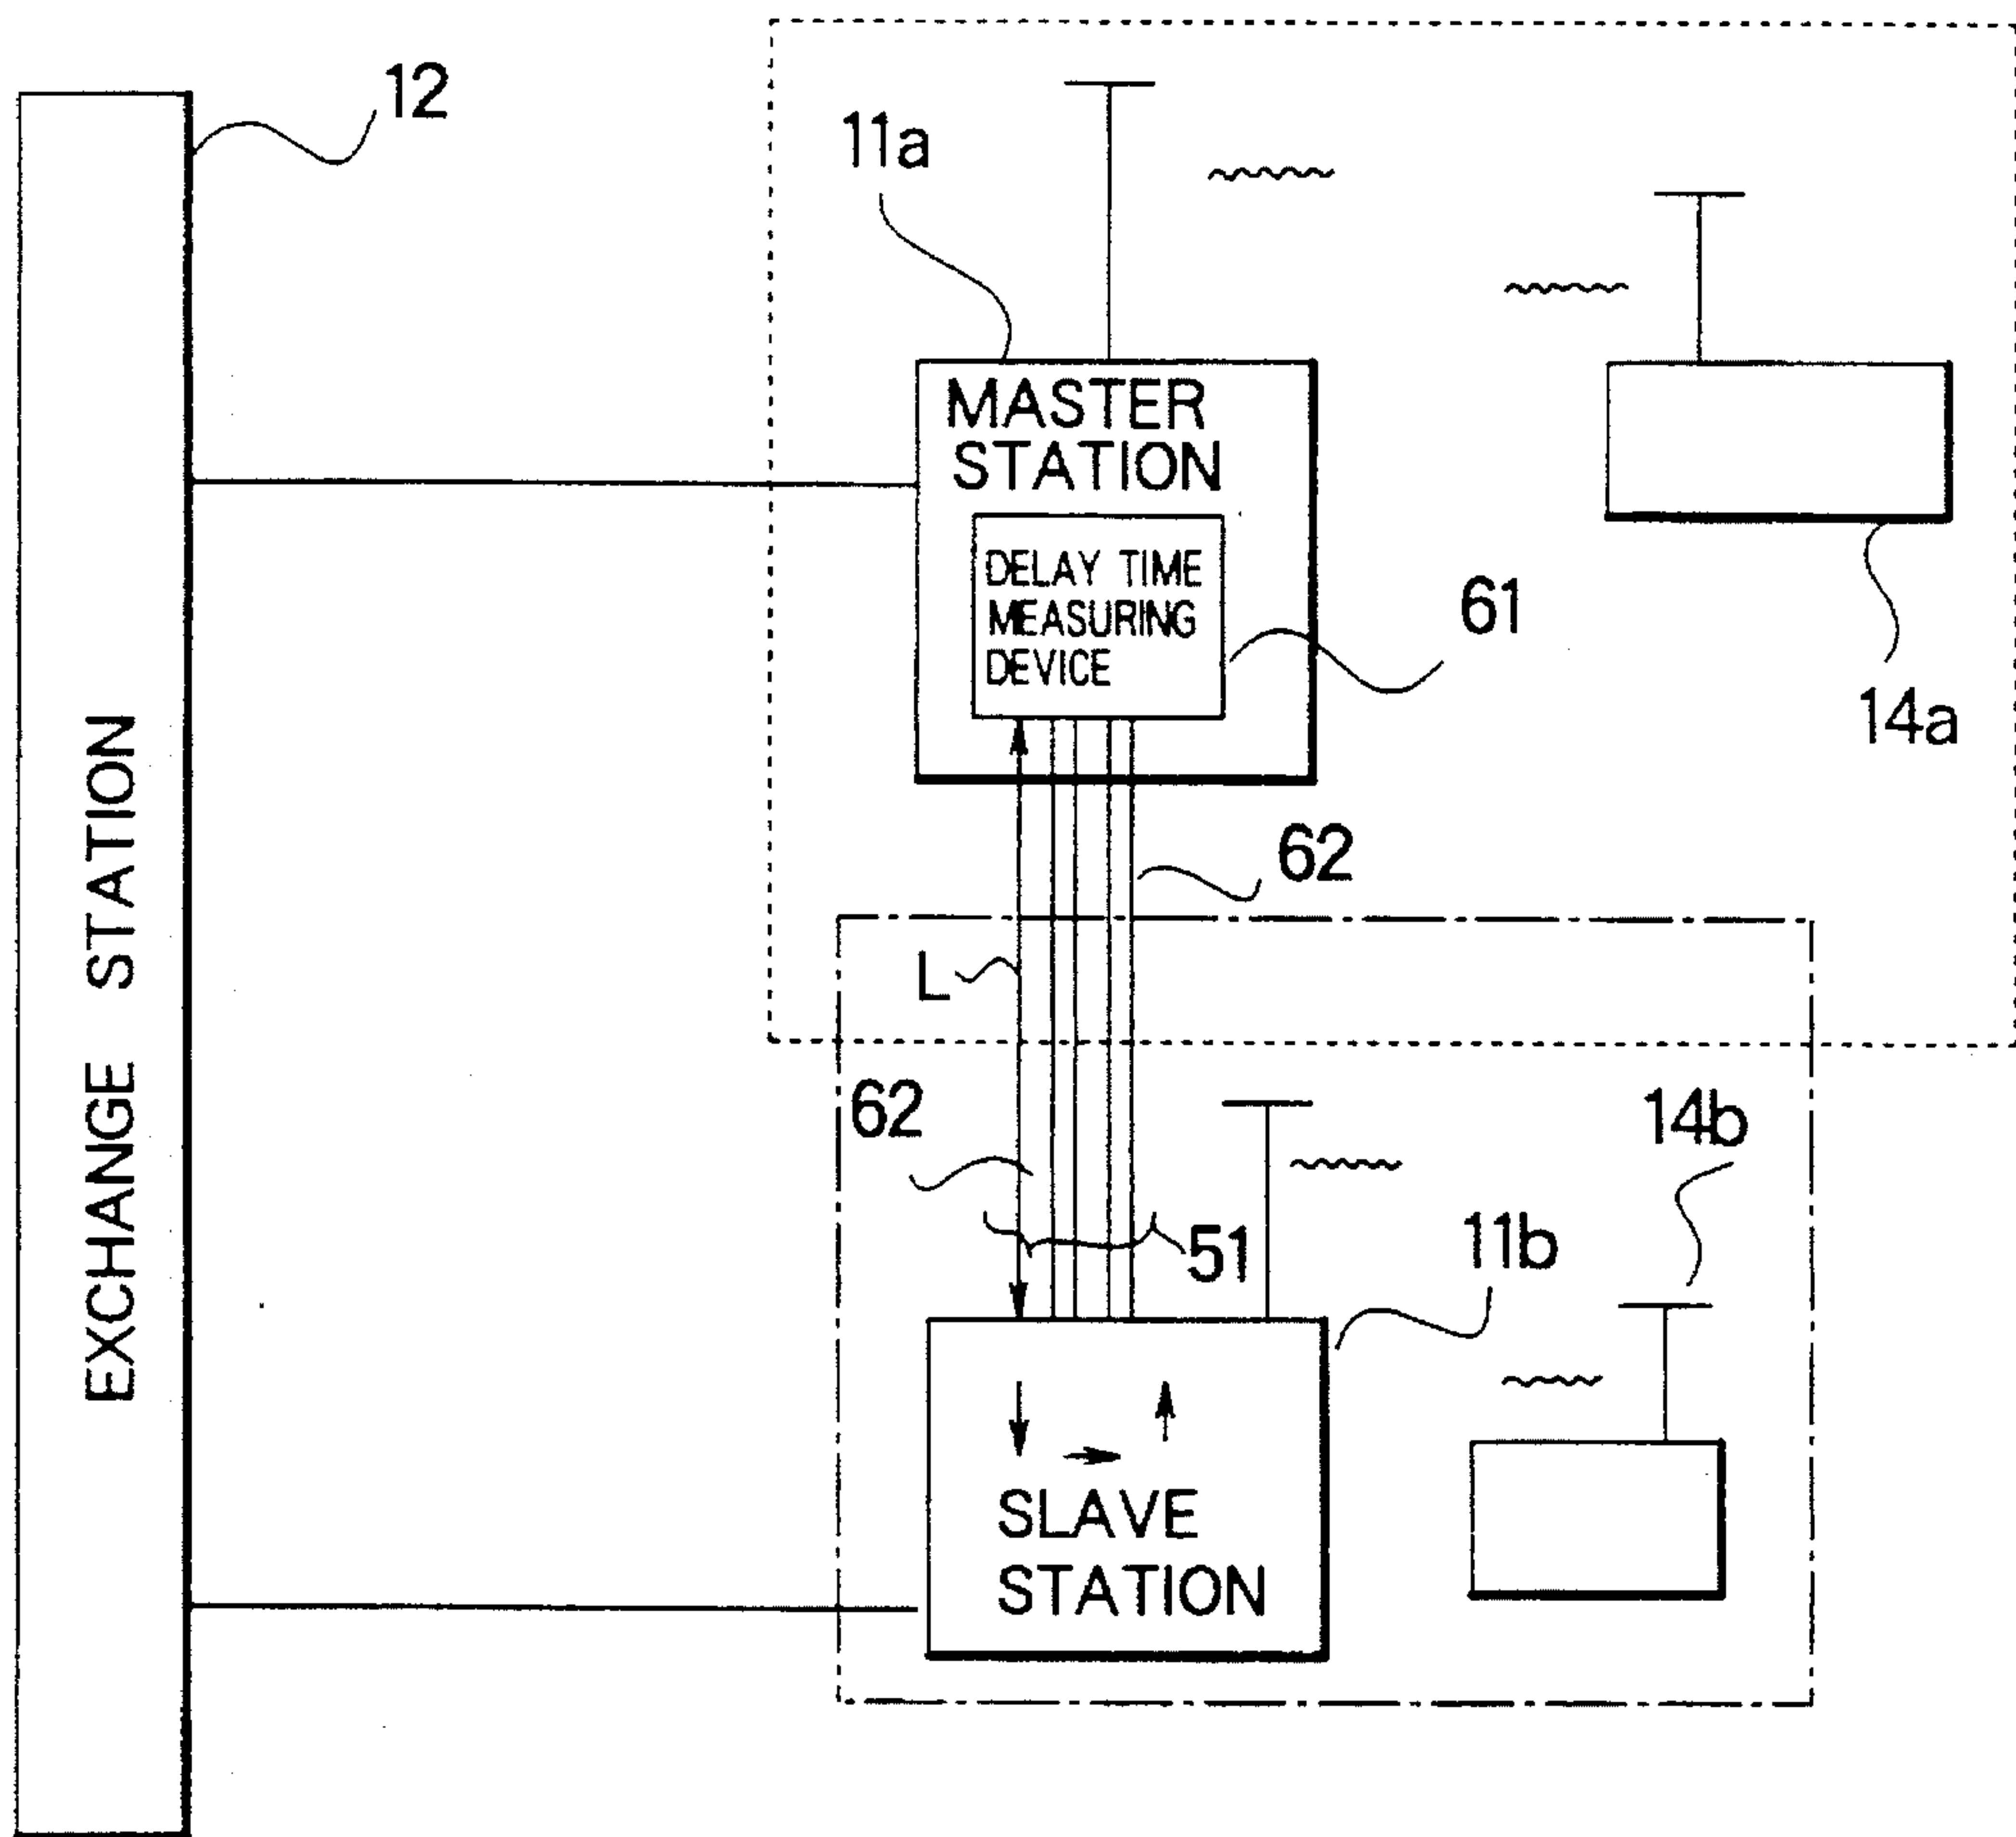 12
11a
MASTER
STATION
DELAY TIME
MEASURING
DEVICE
61
14a
62
L
EXCHANGE STATION
62
14b
51
11b
SLAVE
STATION